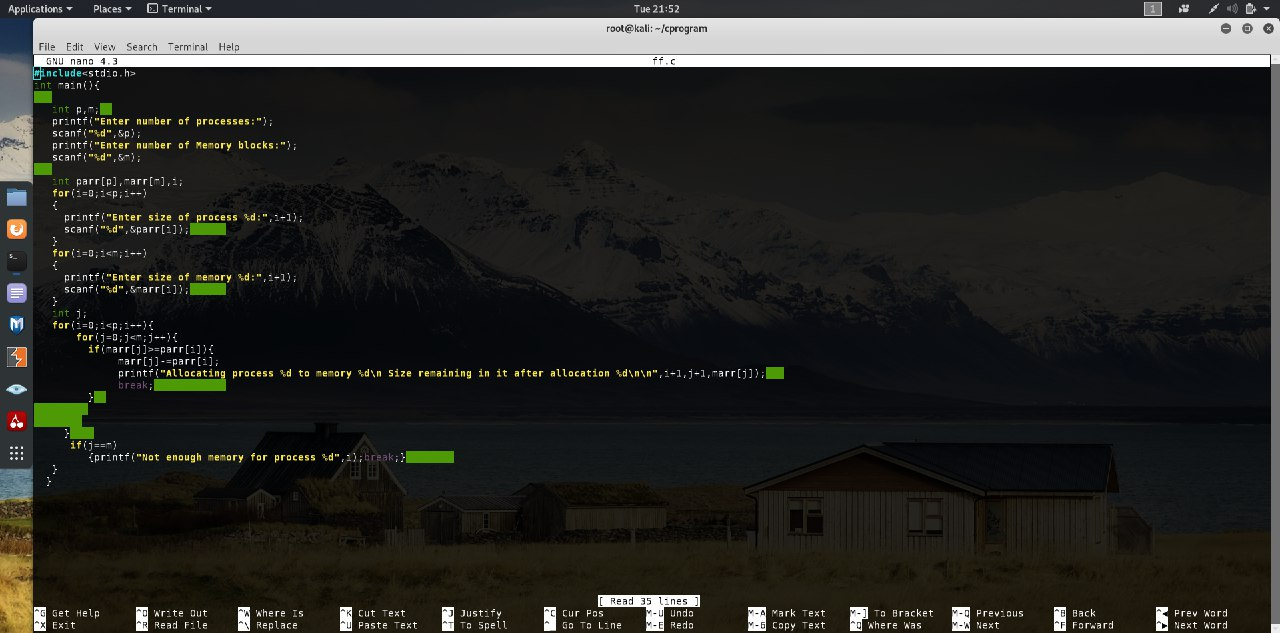 Applications Places Terminal Tue 21:52 1
root@kali: ~/cprogram
File Edit View Search Terminal Help
GNU nano 4.3 ff.c
#include<stdio.h>
int main(){
int p,m;
printf("Enter number of processes:");
scanf("%d",&p);
printf("Enter number of Memory blocks:");
scanf("%d",&m);
int parr[p],marr[m],i;
for(i=0;i<p;i++)
{
printf("Enter size of process %d:",i+1);
scanf("%d",&parr[i]);
}
for(i=0;i<m;i++)
{
printf("Enter size of memory %d:",i+1);
scanf("%d",&marr[i]);
}
int j;
for(i=0;i<p;i++){
for(j=0;j<m;j++){
if(marr[j]>=parr[i]){
marr[j]-=parr[i];
printf("Allocating process %d to memory %d\n Size remaining in it after allocation %d\n\n",i+1,j+1,marr[j]);
break;
}
}
if(j==m)
{printf("Not enough memory for process %d",i);break;}
}
}
[ Read 35 lines ]
^G Get Help ^O Write Out ^W Where Is ^K Cut Text ^J Justify ^C Cur Pos M-U Undo M-A Mark Text M-] To Bracket M-Q Previous ^B Back ^◀ Prev Word
^X Exit ^R Read File ^\ Replace ^U Paste Text ^T To Spell ^_ Go To Line M-E Redo M-6 Copy Text ^Q Where Was M-W Next ^F Forward ^▶ Next Word